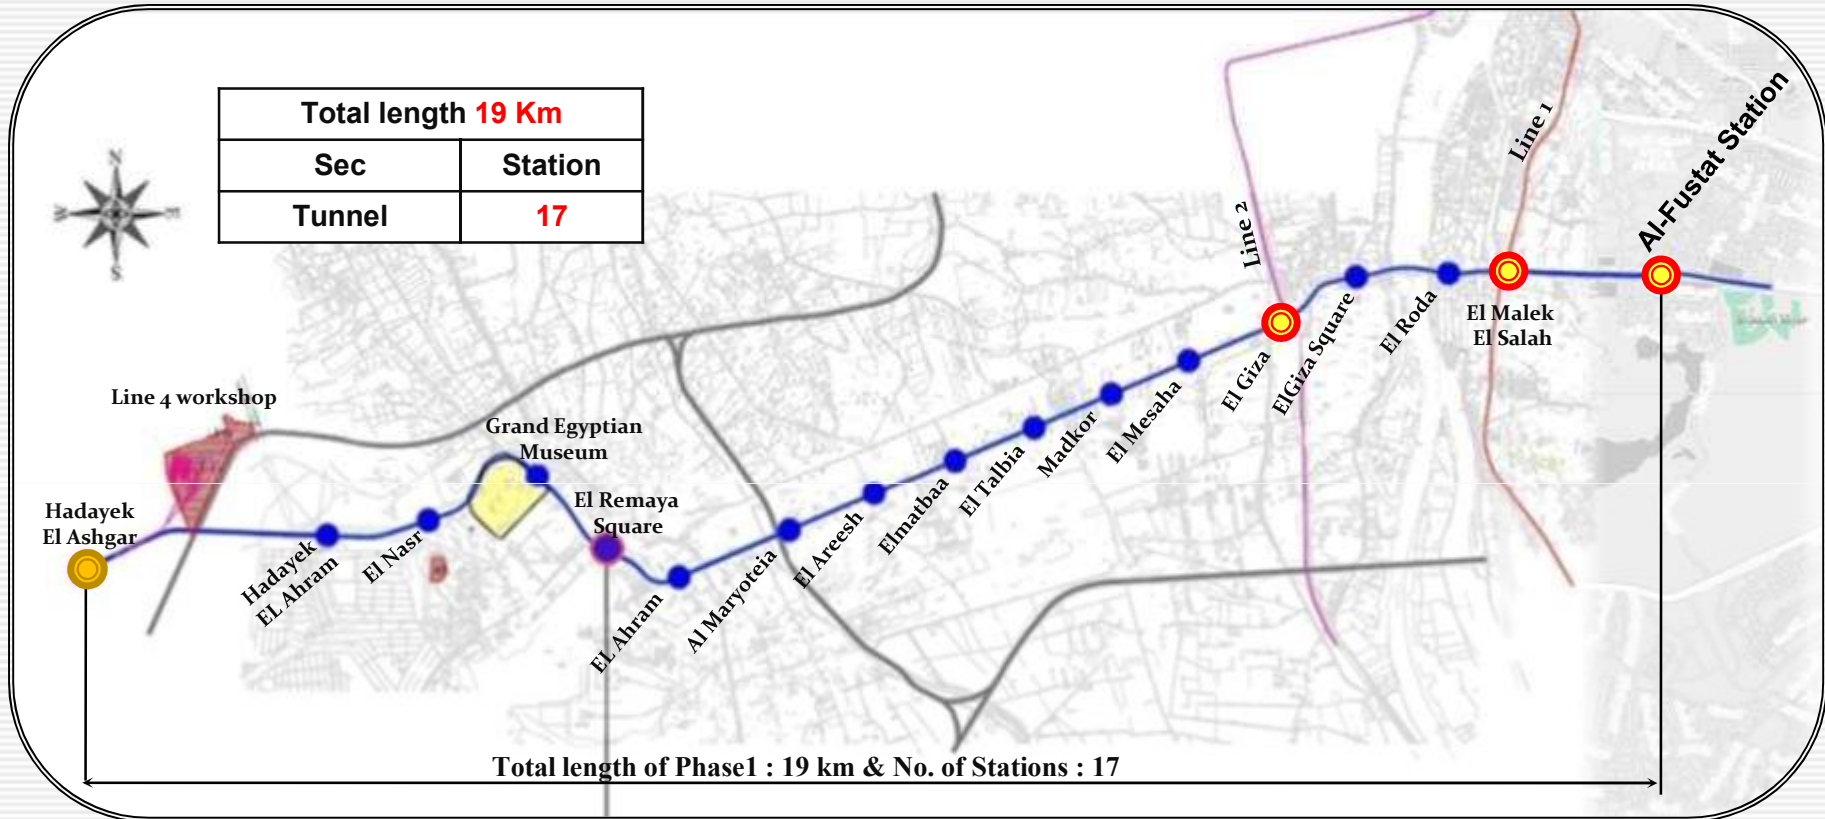 Total length 19 Km
Sec
Station
Tunnel
17
N
W
E
S
Line 4 workshop
Hadayek
El Ashgar
Hadayek
EL Ahram
El Nasr
Grand Egyptian
Museum
El Remaya
Square
EL Ahram
Al Maryoteia
El Areesh
Elmatbaa
El Talbia
Madkor
El Mesaha
El Giza
Line 2
ElGiza Square
El Roda
Line 1
El Malek
El Salah
Al-Fustat Station
Total length of Phase1 : 19 km & No. of Stations : 17